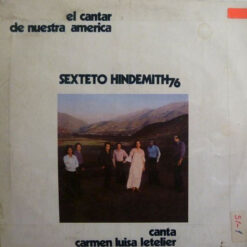 el cantar
de nuestra america
SEXTETO HINDEMITH 76
canta
carmen luisa letelier